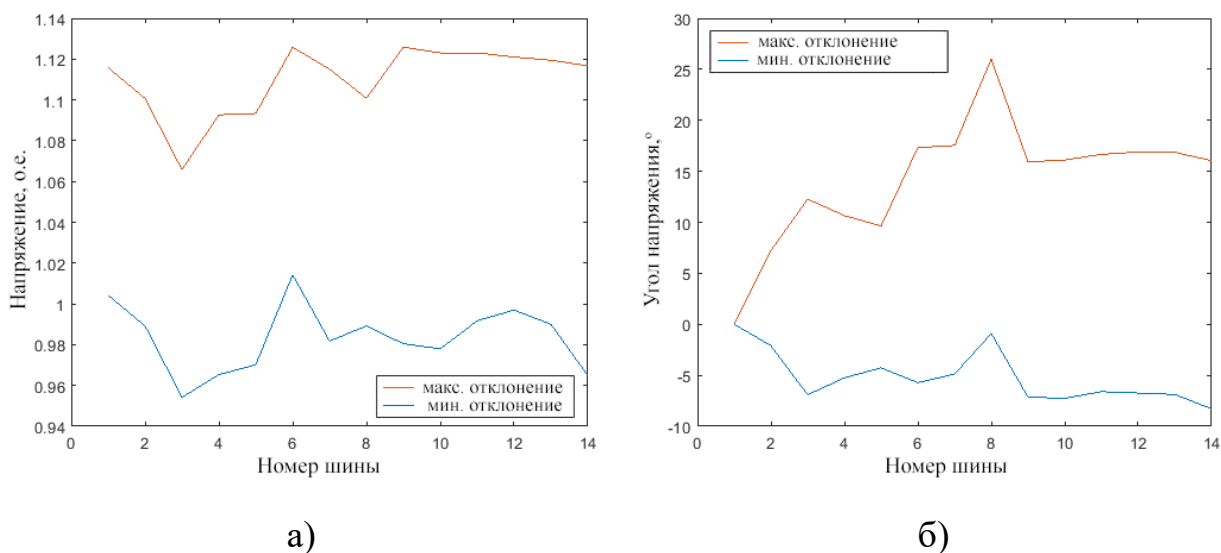 Напряжение, о.е.
1.14
1.12
1.1
1.08
1.06
1.04
1.02
1
0.98
0.96
0.94
макс. отклонение
мин. отклонение
0 2 4 6 8 10 12 14
Номер шины
а)
Угол напряжения,°
30
25
20
15
10
5
0
-5
-10
макс. отклонение
мин. отклонение
0 2 4 6 8 10 12 14
Номер шины
б)